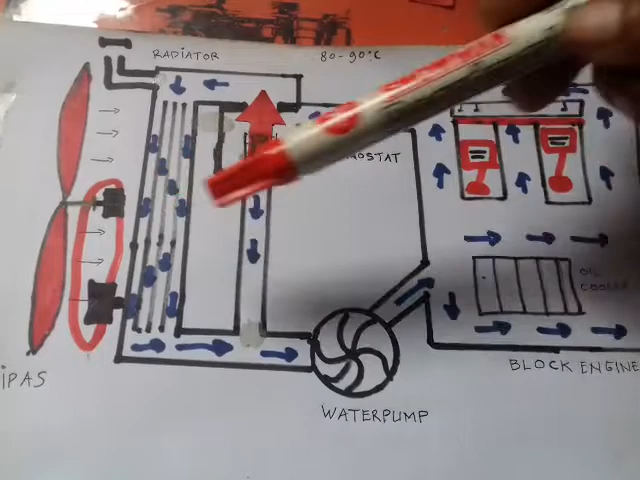 RADIATOR
80-90°C
MOSTAT
OIL
COOLER
IPAS
BLOCK ENGINE
WATERPUMP